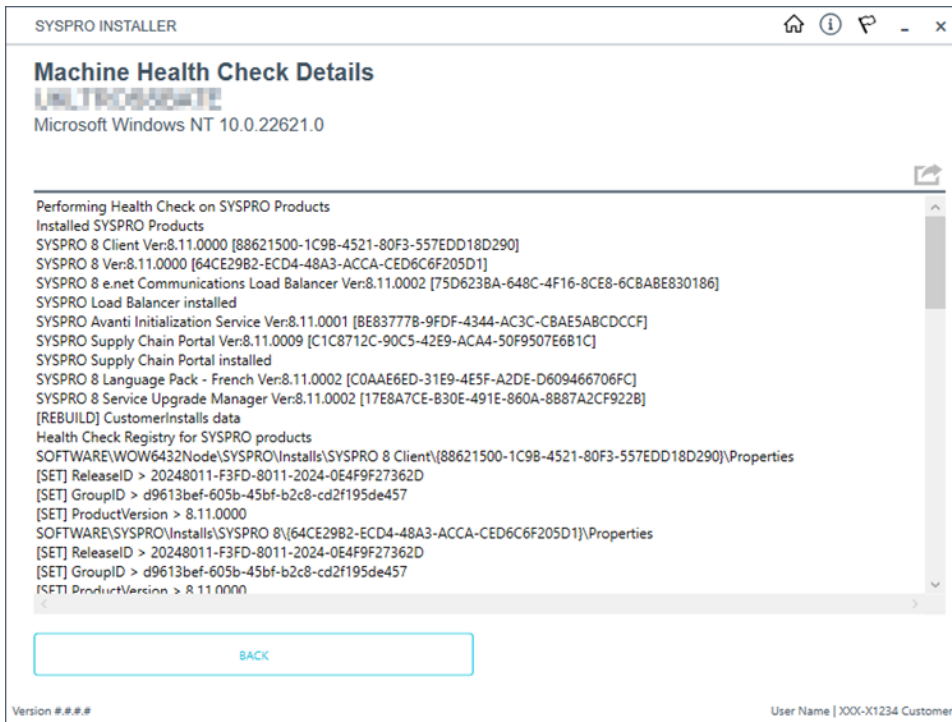 SYSPRO INSTALLER
Machine Health Check Details
Microsoft Windows NT 10.0.22621.0
Performing Health Check on SYSPRO Products
Installed SYSPRO Products
SYSPRO 8 Client Ver:8.11.0000 [88621500-1C9B-4521-80F3-557EDD18D290]
SYSPRO 8 Ver:8.11.0000 [64CE29B2-ECD4-48A3-ACCA-CED6C6F205D1]
SYSPRO 8 e.net Communications Load Balancer Ver:8.11.0002 [75D623BA-648C-4F16-8CE8-6CBABE830186]
SYSPRO Load Balancer installed
SYSPRO Avanti Initialization Service Ver:8.11.0001 [BE83777B-9FDF-4344-AC3C-CBAE5ABCDCCF]
SYSPRO Supply Chain Portal Ver:8.11.0009 [C1C8712C-90C5-42E9-ACA4-50F9507E6B1C]
SYSPRO Supply Chain Portal installed
SYSPRO 8 Language Pack - French Ver:8.11.0002 [C0AAE6ED-31E9-4E5F-A2DE-D609466706FC]
SYSPRO 8 Service Upgrade Manager Ver:8.11.0002 [17E8A7CE-B30E-491E-860A-8B87A2CF922B]
[REBUILD] CustomerInstalls data
Health Check Registry for SYSPRO products
SOFTWARE\WOW6432Node\SYSPRO\Installs\SYSPRO 8 Client\{88621500-1C9B-4521-80F3-557EDD18D290}\Properties
[SET] ReleaseID > 20248011-F3FD-8011-2024-0E4F9F27362D
[SET] GroupID > d9613bef-605b-45bf-b2c8-cd2f195de457
[SET] ProductVersion > 8.11.0000
SOFTWARE\SYSPRO\Installs\SYSPRO 8\{64CE29B2-ECD4-48A3-ACCA-CED6C6F205D1}\Properties
[SET] ReleaseID > 20248011-F3FD-8011-2024-0E4F9F27362D
[SET] GroupID > d9613bef-605b-45bf-b2c8-cd2f195de457
[SET] ProductVersion > 8.11.0000
BACK
Version #.#.#.#
User Name | XXX-X1234 Customer